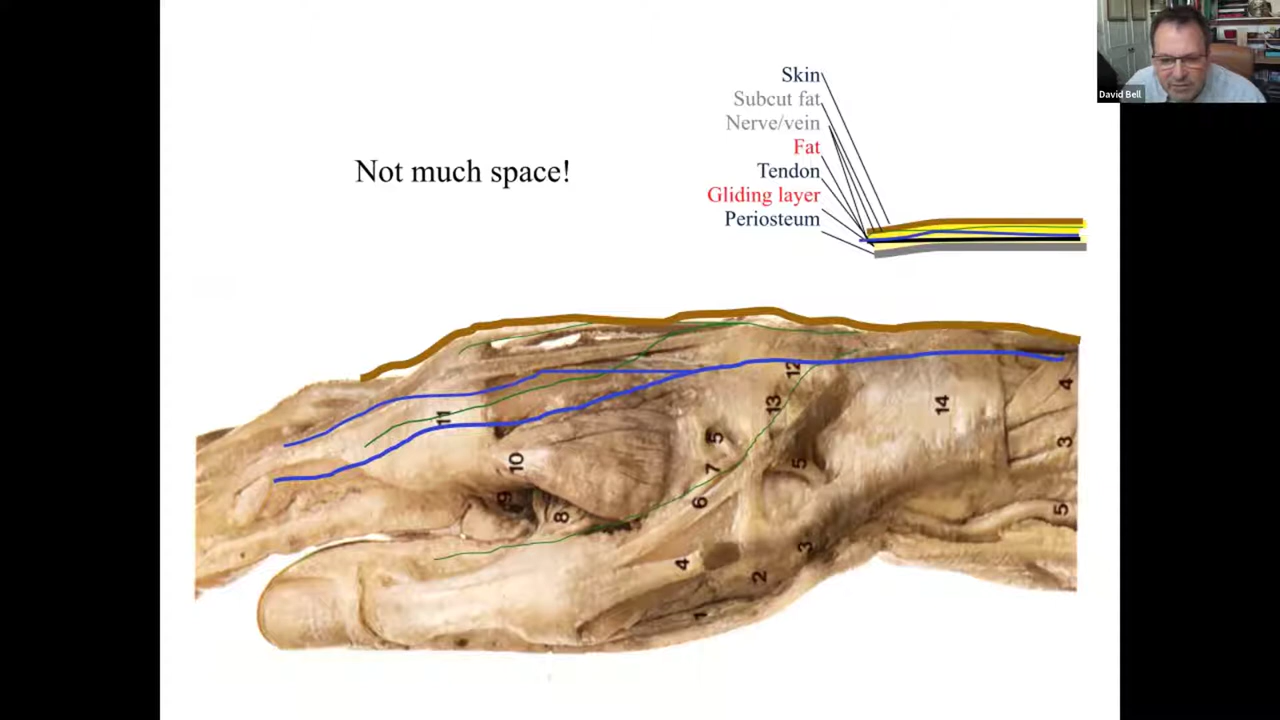 David Bell
Skin
Subcut fat
Nerve/vein
Fat
Tendon
Gliding layer
Periosteum
Not much space!
12
4
11
13
14
5
3
10
7
5
9
6
8
5
3
4
2
1